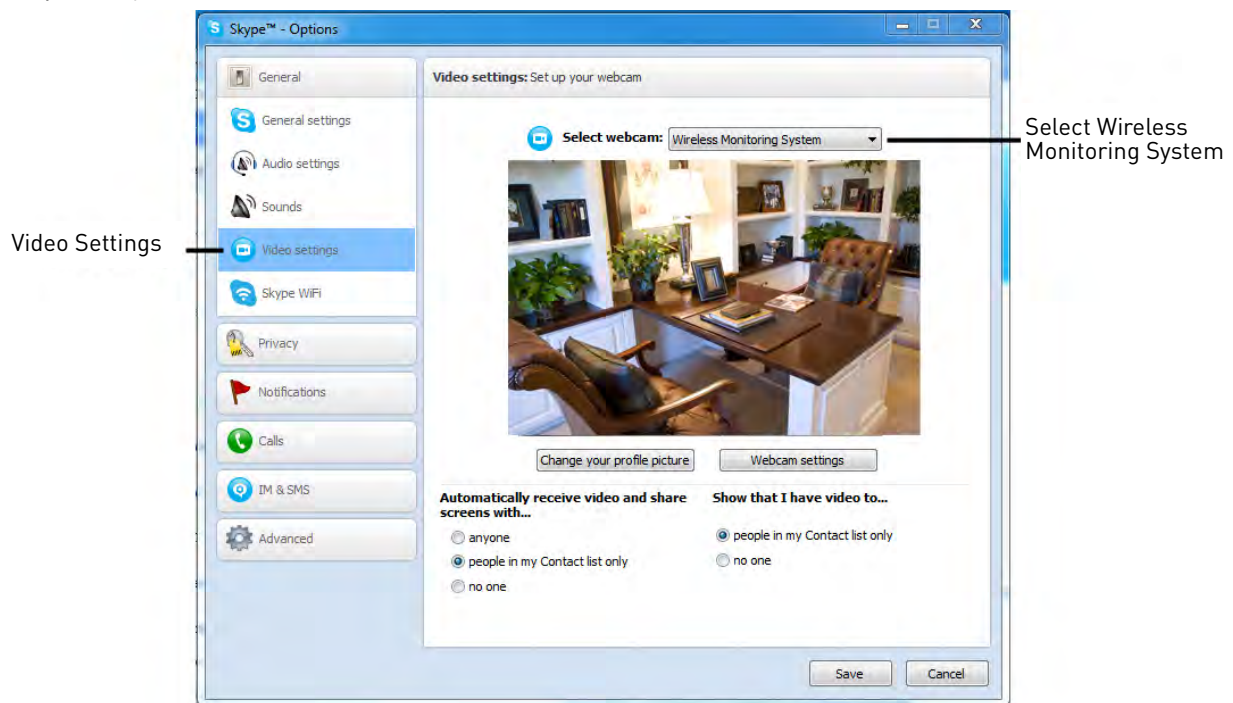 Skype™ - Options
General
Video settings: Set up your webcam
General settings
Select webcam: Wireless Monitoring System
Select Wireless
Monitoring System
Audio settings
Sounds
Video Settings
Video settings
Skype WiFi
Privacy
Notifications
Calls
Change your profile picture
Webcam settings
IM & SMS
Automatically receive video and share
screens with...
Show that I have video to...
Advanced
anyone
people in my Contact list only
people in my Contact list only
no one
no one
Save
Cancel